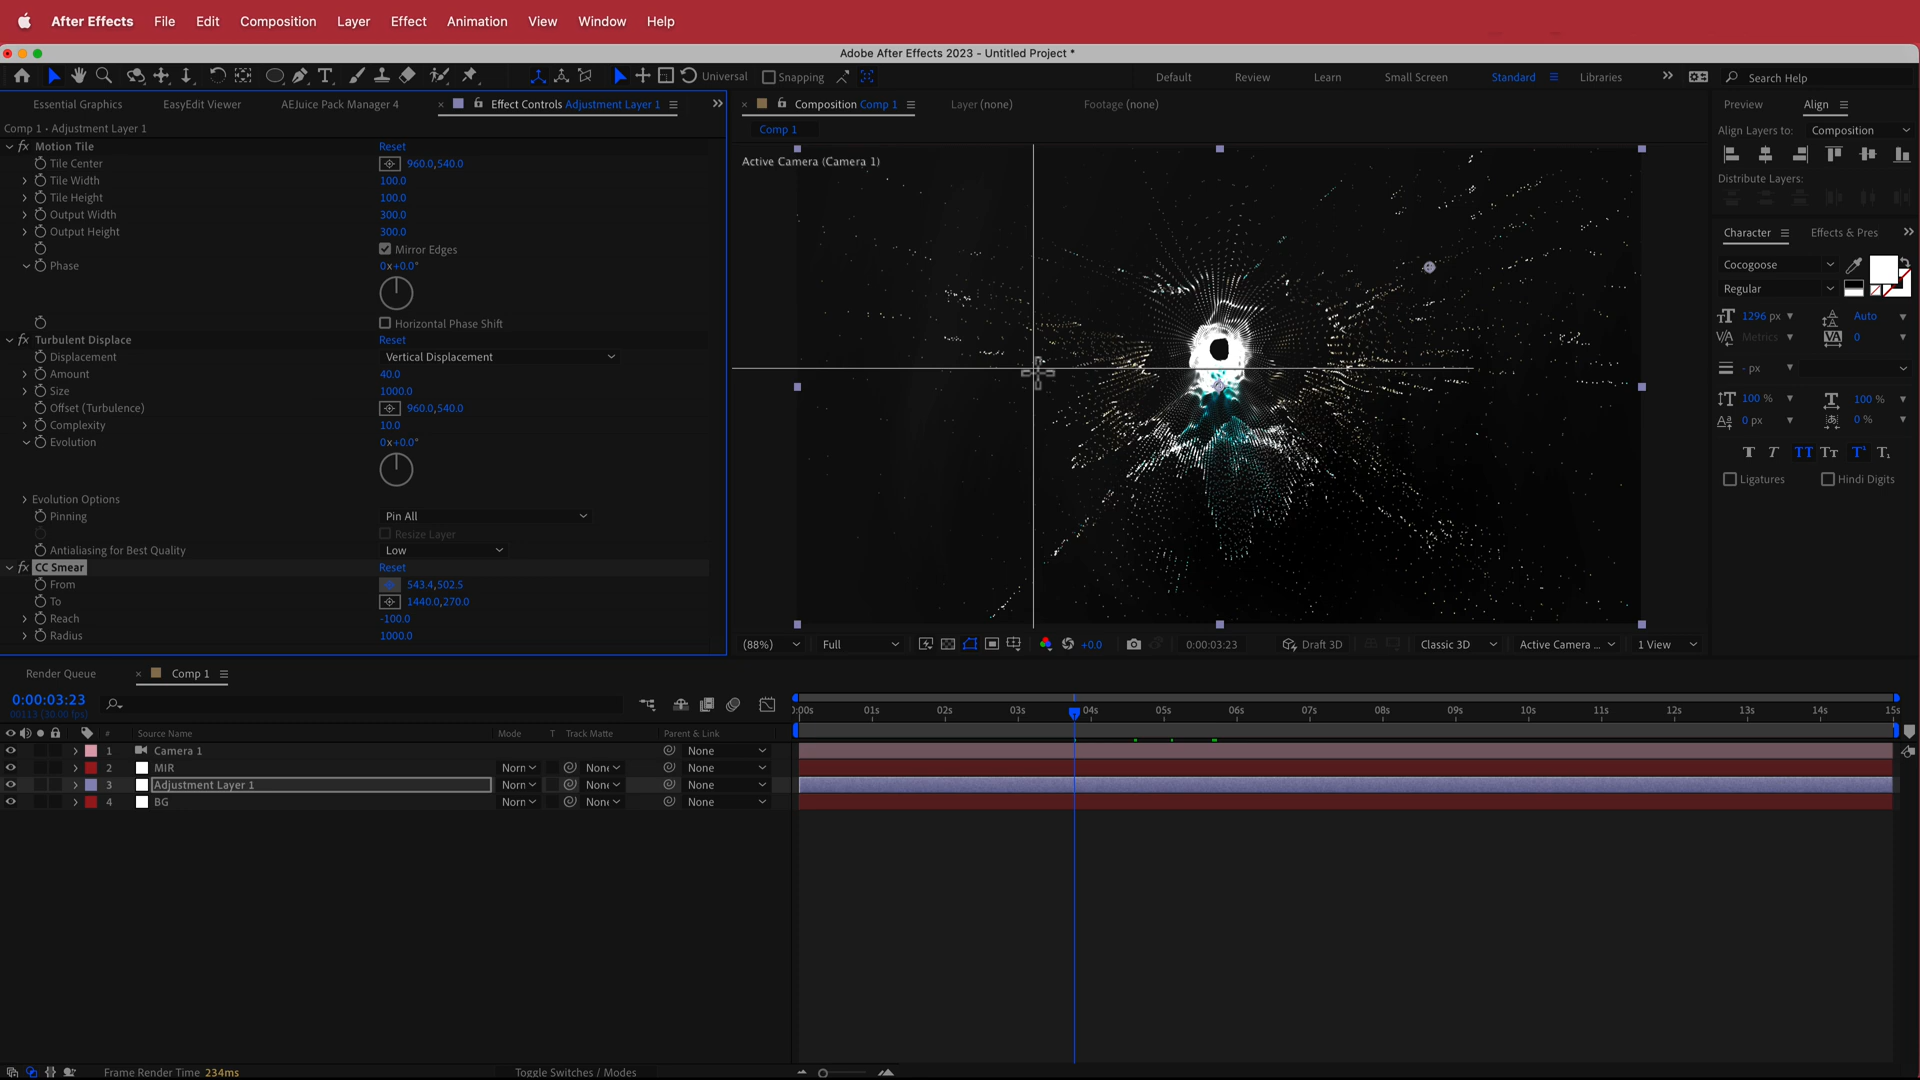 After Effects File Edit Composition Layer Effect Animation View Window Help
Adobe After Effects 2023 - Untitled Project *
Universal Snapping Default Review Learn Small Screen Standard Libraries Search Help
Essential Graphics EasyEdit Viewer AEJuice Pack Manager 4 Effect Controls Adjustment Layer 1
Composition Comp 1 Layer (none) Footage (none)
Preview Align
Comp 1 • Adjustment Layer 1
Comp 1
Align Layers to: Composition
Motion Tile Reset
Tile Center 960.0,540.0
Tile Width 100.0
Tile Height 100.0
Output Width 300.0
Output Height 300.0
Mirror Edges
Phase 0x+0.0°
Horizontal Phase Shift
Turbulent Displace Reset
Displacement Vertical Displacement
Amount 40.0
Size 1000.0
Offset (Turbulence) 960.0,540.0
Complexity 10.0
Evolution 0x+0.0°
Evolution Options
Pinning Pin All
Resize Layer
Antialiasing for Best Quality Low
CC Smear Reset
From 543.4,502.5
To 1440.0,270.0
Reach -100.0
Radius 1000.0
Active Camera (Camera 1)
Distribute Layers:
Character Effects & Pres
Cocogoose
Regular
1296 px Auto
Metrics 0
- px
100 % 100 %
0 px 0 %
Ligatures Hindi Digits
(88%) Full +0.0 0:00:03:23 Draft 3D Classic 3D Active Camera ... 1 View
Render Queue Comp 1
0:00:03:23
00113 (30.00 fps)
0:00s 01s 02s 03s 04s 05s 06s 07s 08s 09s 10s 11s 12s 13s 14s 15s
# Source Name Mode T Track Matte Parent & Link
1 Camera 1 None
2 MIR Norn None None
3 Adjustment Layer 1 Norn None None
4 BG Norn None None
Frame Render Time 234ms Toggle Switches / Modes